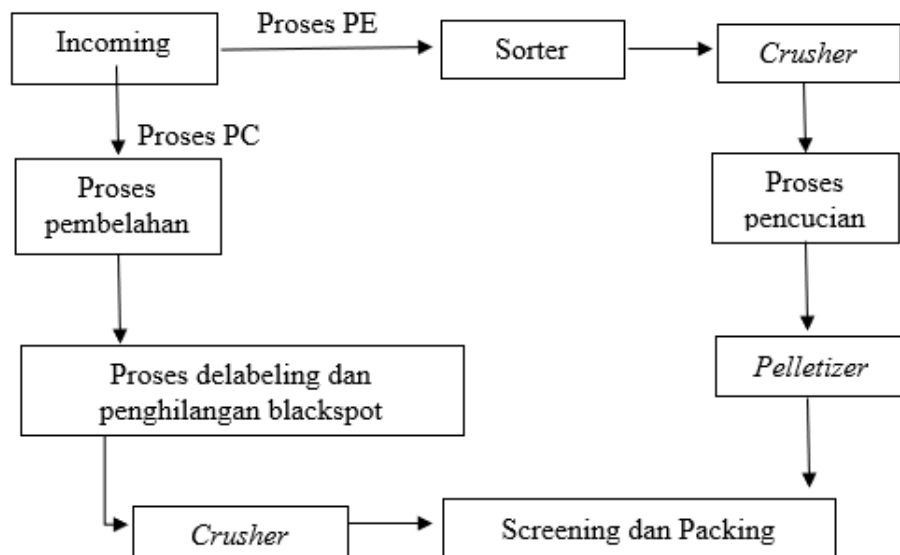 Incoming
Proses PE
Sorter
Crusher
Proses PC
Proses
pembelahan
Proses
pencucian
Proses delabeling dan
penghilangan blackspot
Pelletizer
Crusher
Screening dan Packing